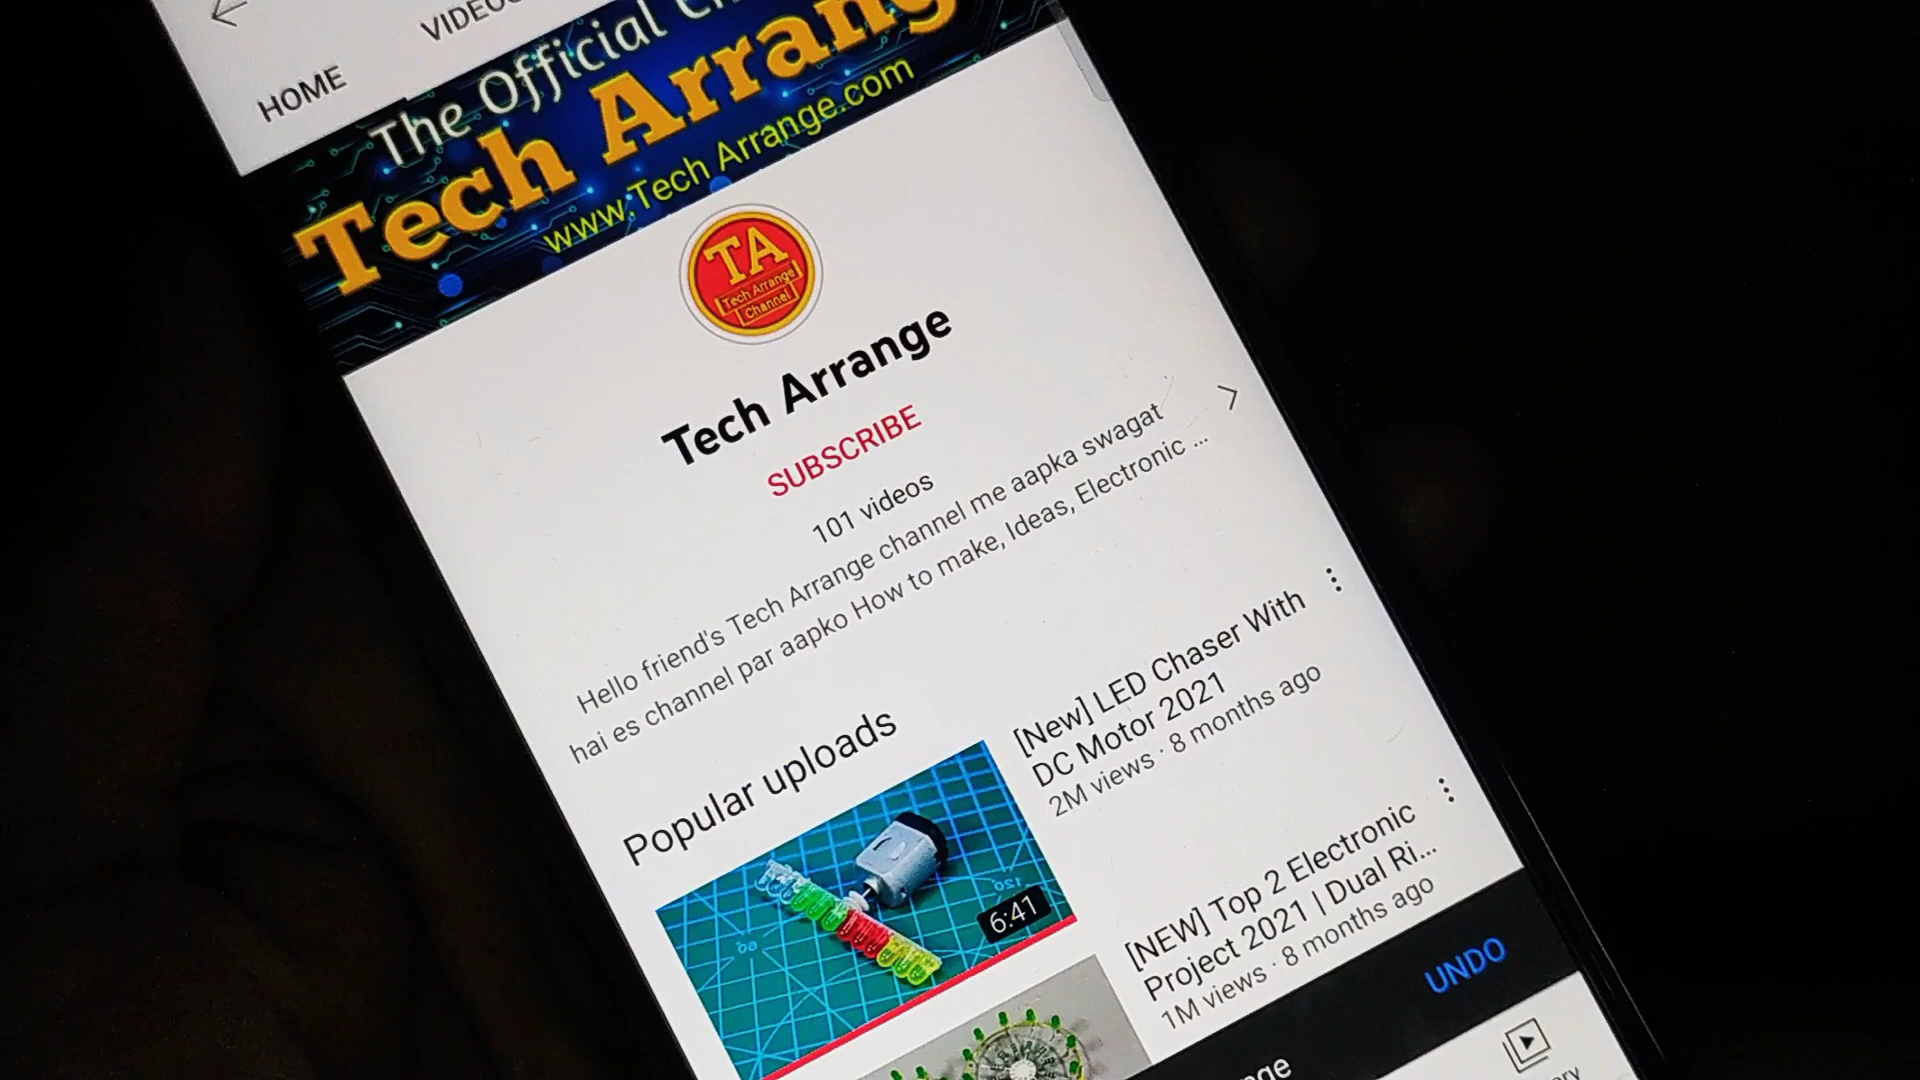 HOME
The Official
Tech Arrang
www.Tech Arrange.com
TA
Tech Arrange
Channel
Tech Arrange
SUBSCRIBE
101 videos
Hello friend's Tech Arrange channel me aapka swagat
hai es channel par aapko How to make, Ideas, Electronic ...
Popular uploads
[New] LED Chaser With
DC Motor 2021
2M views · 8 months ago
6:41
[NEW] Top 2 Electronic
Project 2021 | Dual Ri...
1M views · 8 months ago
UNDO